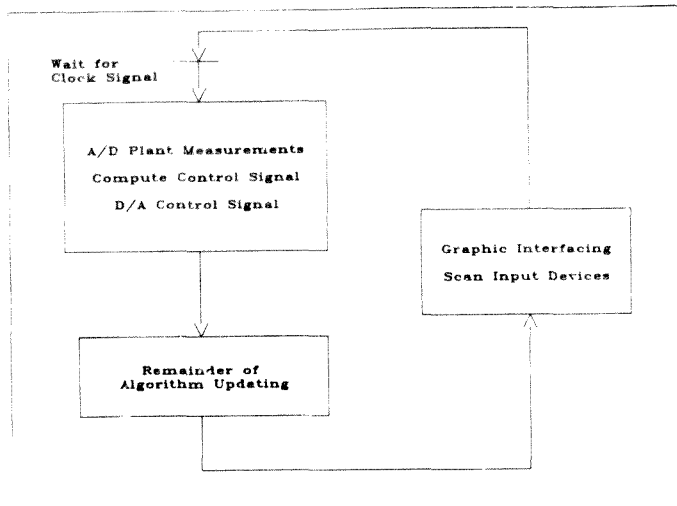 Wait for
Clock Signal
A/D Plant Measurements
Compute Control Signal
D/A Control Signal
Graphic Interfacing
Scan Input Devices
Remainder of
Algorithm Updating